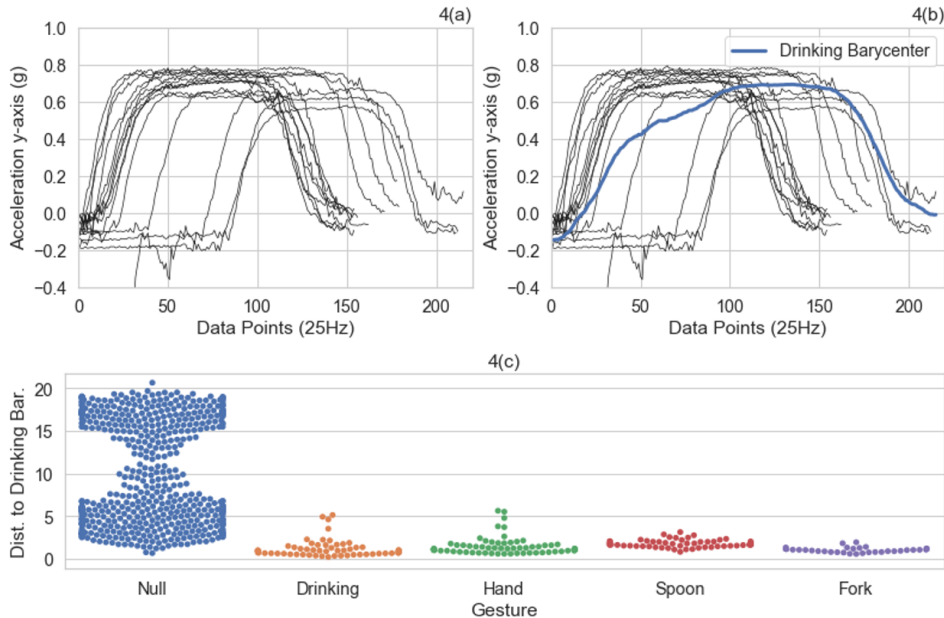 4(a)
1.0
0.8
0.6
0.4
0.2
0.0
−0.2
−0.4
Acceleration y-axis (g)
0 50 100 150 200
Data Points (25Hz)
4(b)
Drinking Barycenter
1.0
0.8
0.6
0.4
0.2
0.0
−0.2
−0.4
Acceleration y-axis (g)
0 50 100 150 200
Data Points (25Hz)
4(c)
20
15
10
5
0
Dist. to Drinking Bar.
Null Drinking Hand Spoon Fork
Gesture